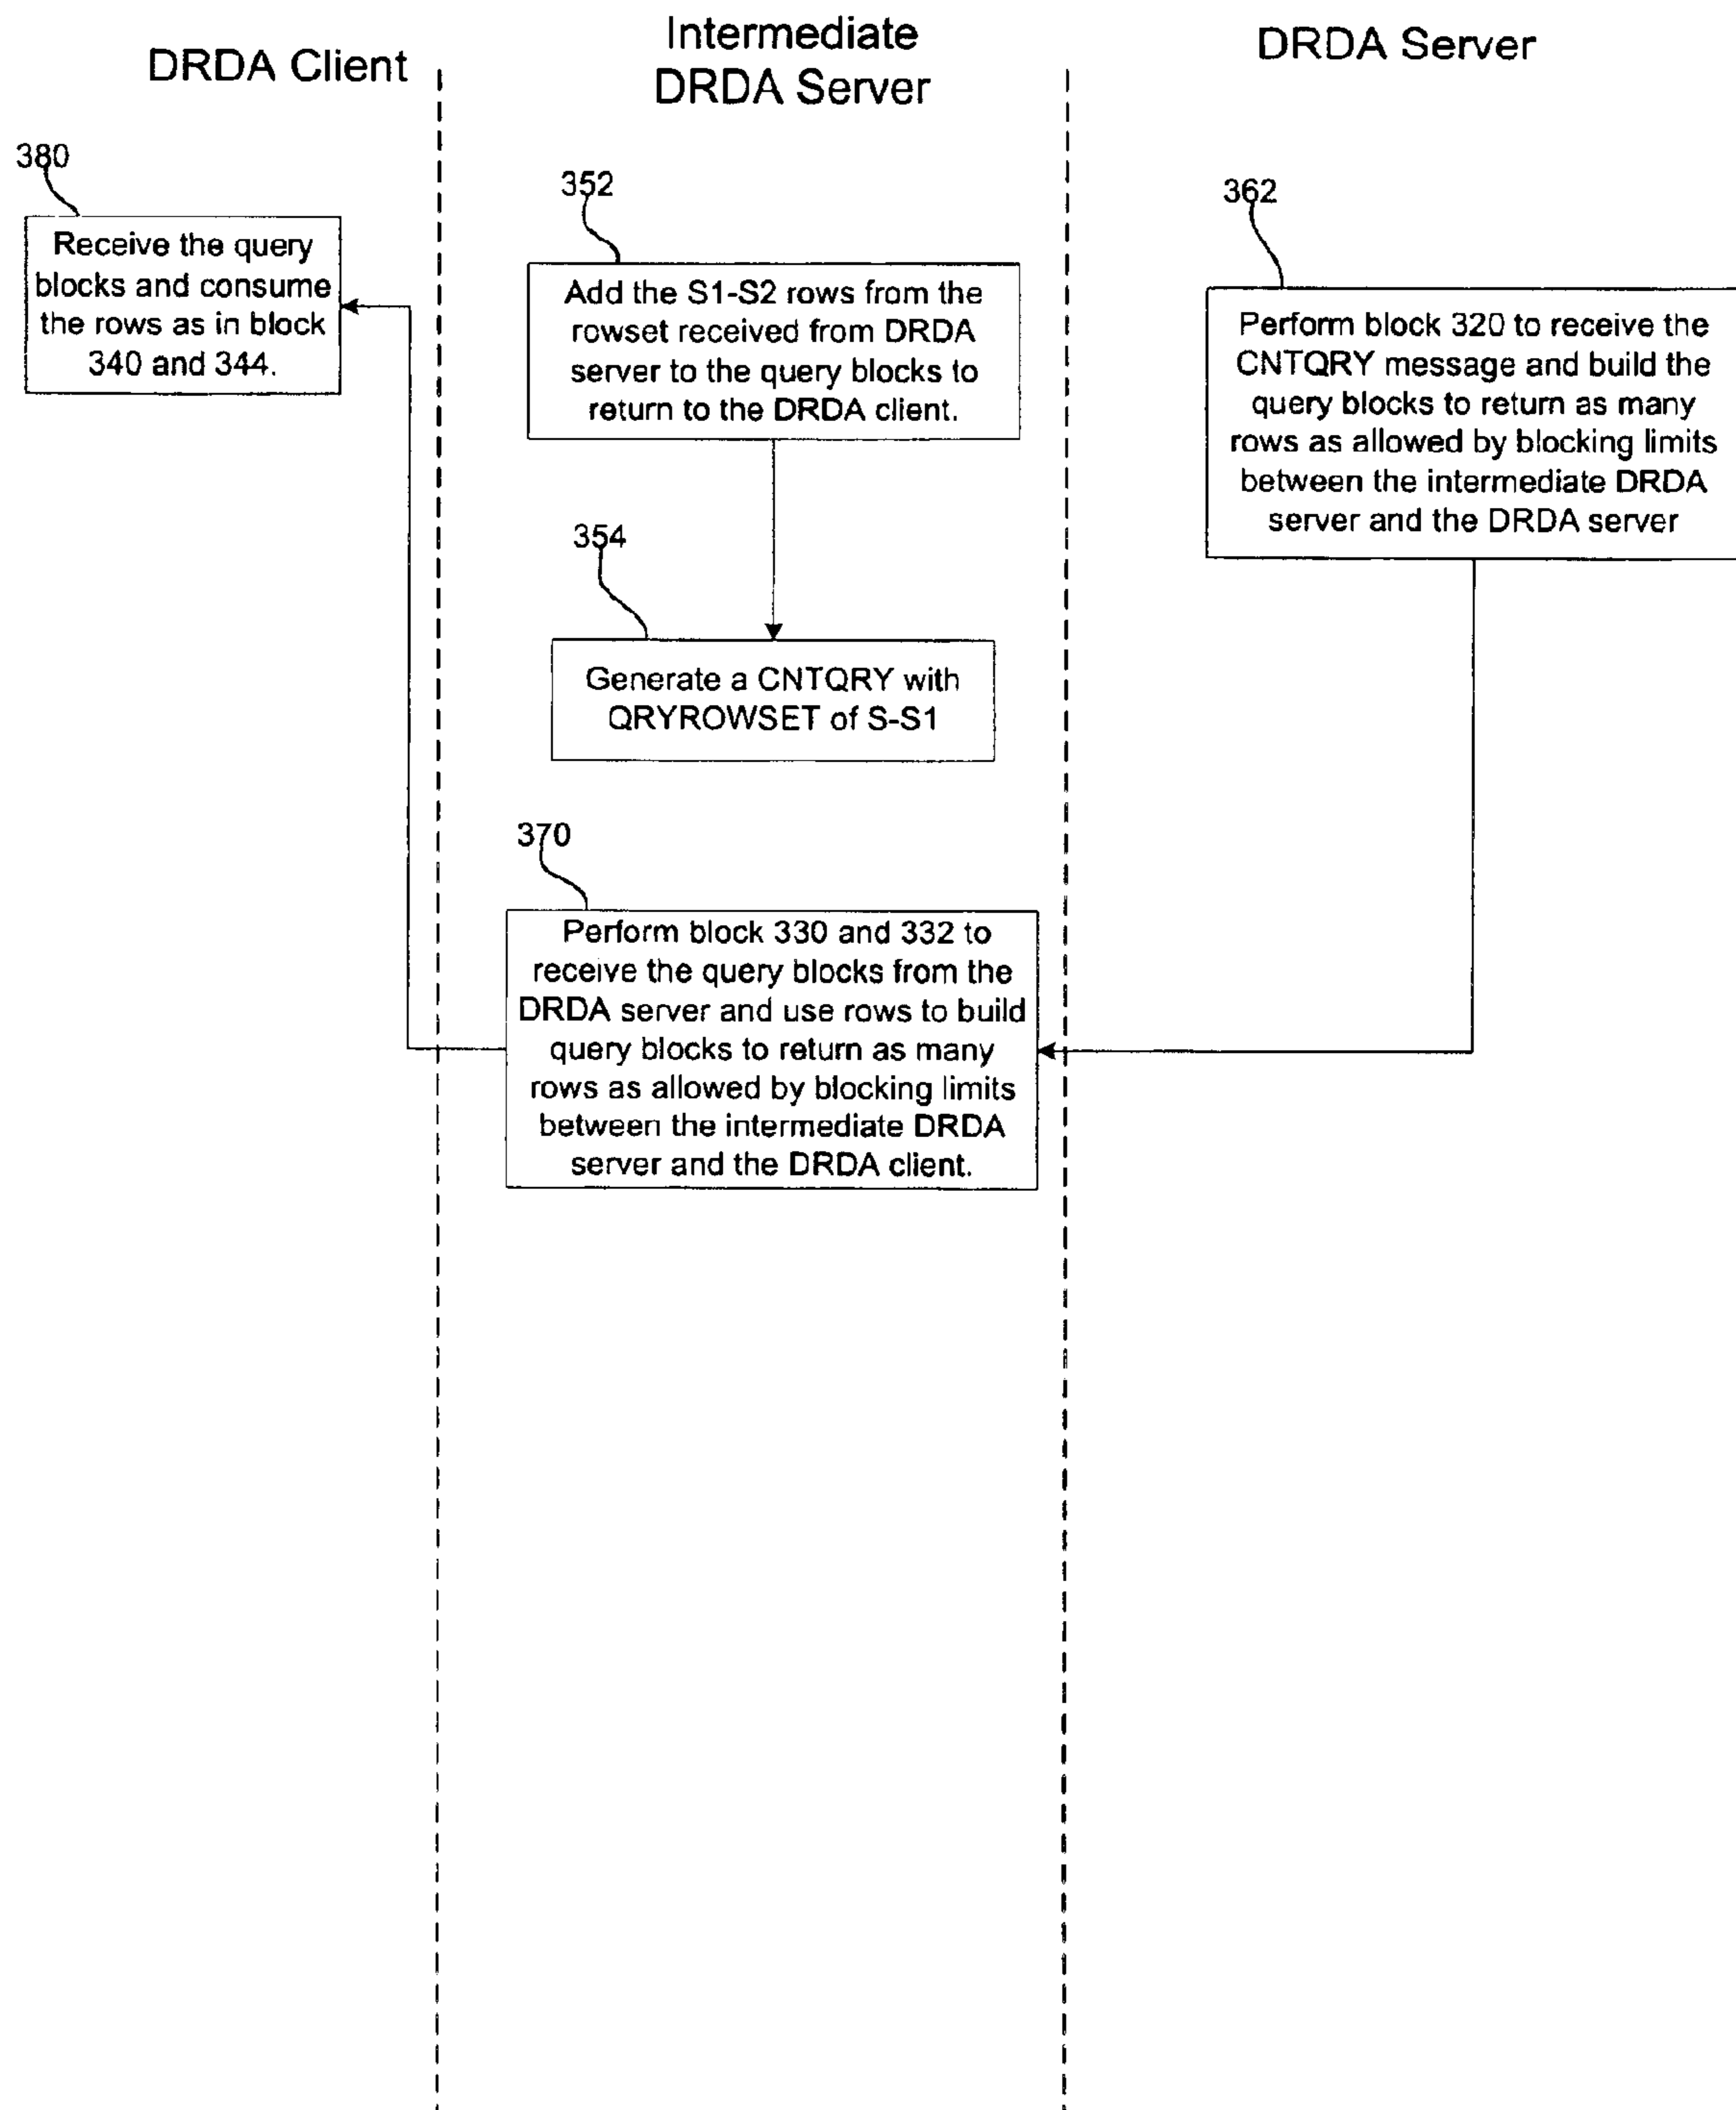 DRDA Client
Intermediate
DRDA Server
DRDA Server
380
Receive the query
blocks and consume
the rows as in block
340 and 344.
352
Add the S1-S2 rows from the
rowset received from DRDA
server to the query blocks to
return to the DRDA client.
354
Generate a CNTQRY with
QRYROWSET of S-S1
370
Perform block 330 and 332 to
receive the query blocks from the
DRDA server and use rows to build
query blocks to return as many
rows as allowed by blocking limits
between the intermediate DRDA
server and the DRDA client.
362
Perform block 320 to receive the
CNTQRY message and build the
query blocks to return as many
rows as allowed by blocking limits
between the intermediate DRDA
server and the DRDA server